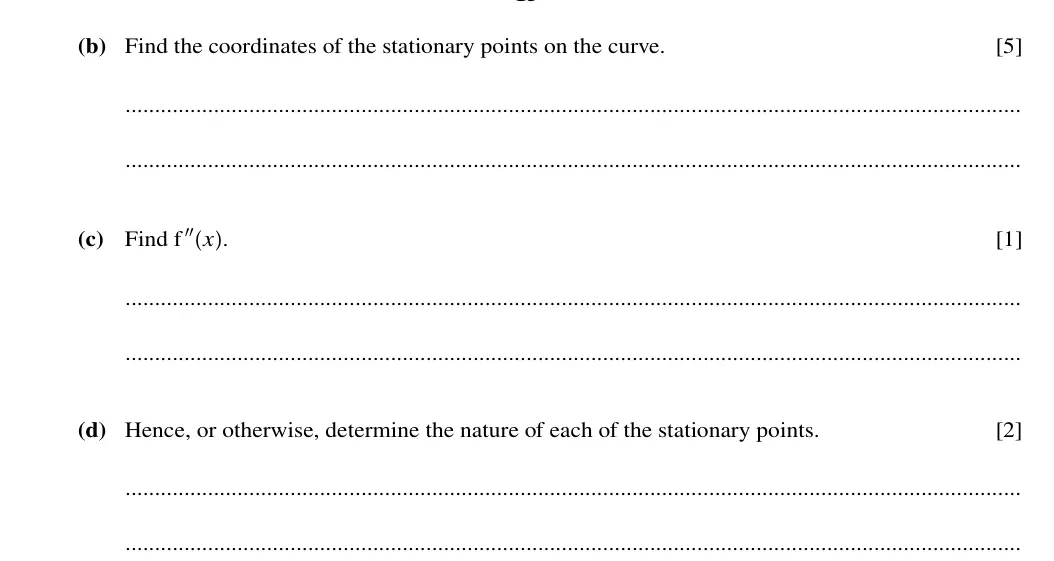 (b) Find the coordinates of the stationary points on the curve. [5]
................................................................................
................................................................................
(c) Find f″(x). [1]
................................................................................
................................................................................
(d) Hence, or otherwise, determine the nature of each of the stationary points. [2]
................................................................................
................................................................................